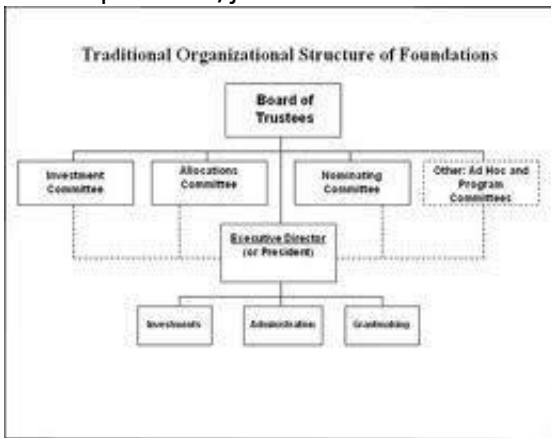 Traditional Organizational Structure of Foundations
Board of
Trustees
Investment
Committee
Allocations
Committee
Nominating
Committee
Other: Ad Hoc and
Program
Committees
Executive Director
(or President)
Investments
Administration
Grantmaking